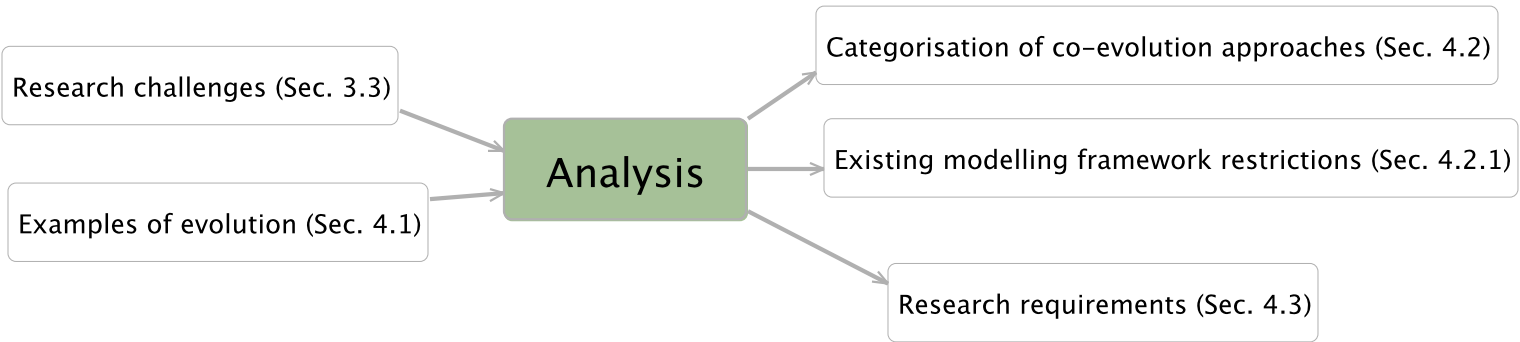 Research challenges (Sec. 3.3)
Examples of evolution (Sec. 4.1)
Analysis
Categorisation of co-evolution approaches (Sec. 4.2)
Existing modelling framework restrictions (Sec. 4.2.1)
Research requirements (Sec. 4.3)